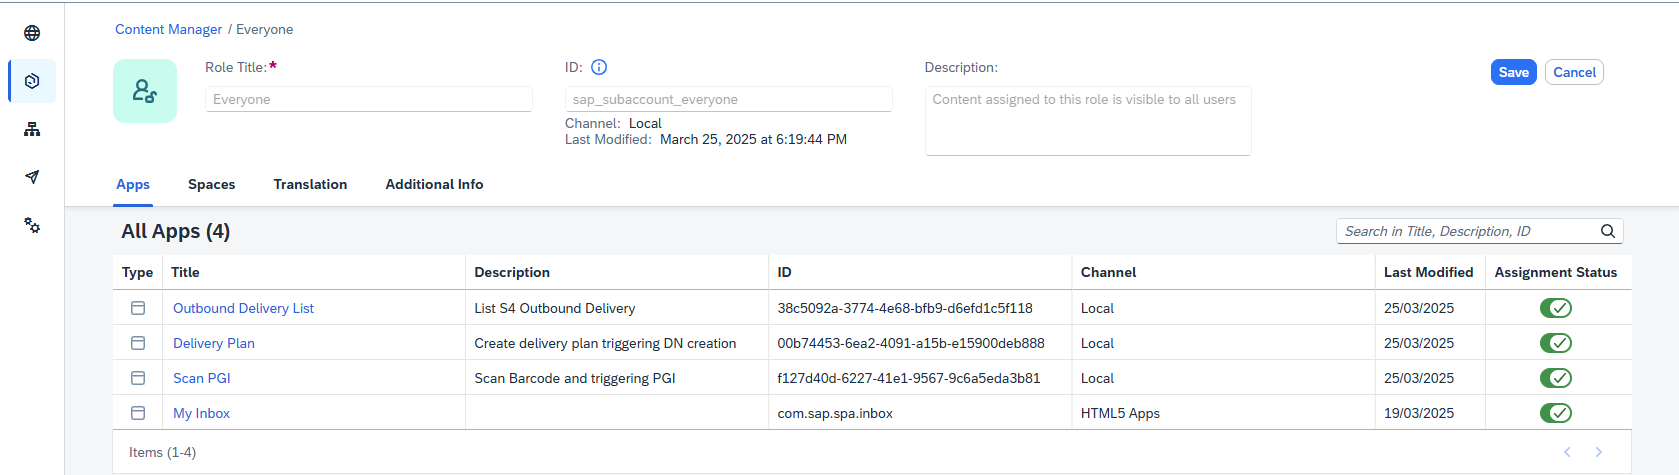 Content Manager / Everyone
Role Title:*
Everyone
ID:
sap_subaccount_everyone
Channel: Local
Last Modified: March 25, 2025 at 6:19:44 PM
Description:
Content assigned to this role is visible to all users
Save Cancel
Apps Spaces Translation Additional Info
All Apps (4)
Search in Title, Description, ID
Type Title Description ID Channel Last Modified Assignment Status
Outbound Delivery List List S4 Outbound Delivery 38c5092a-3774-4e68-bfb9-d6efd1c5f118 Local 25/03/2025
Delivery Plan Create delivery plan triggering DN creation 00b74453-6ea2-4091-a15b-e15900deb888 Local 25/03/2025
Scan PGI Scan Barcode and triggering PGI f127d40d-6227-41e1-9567-9c6a5eda3b81 Local 25/03/2025
My Inbox com.sap.spa.inbox HTML5 Apps 19/03/2025
Items (1-4)